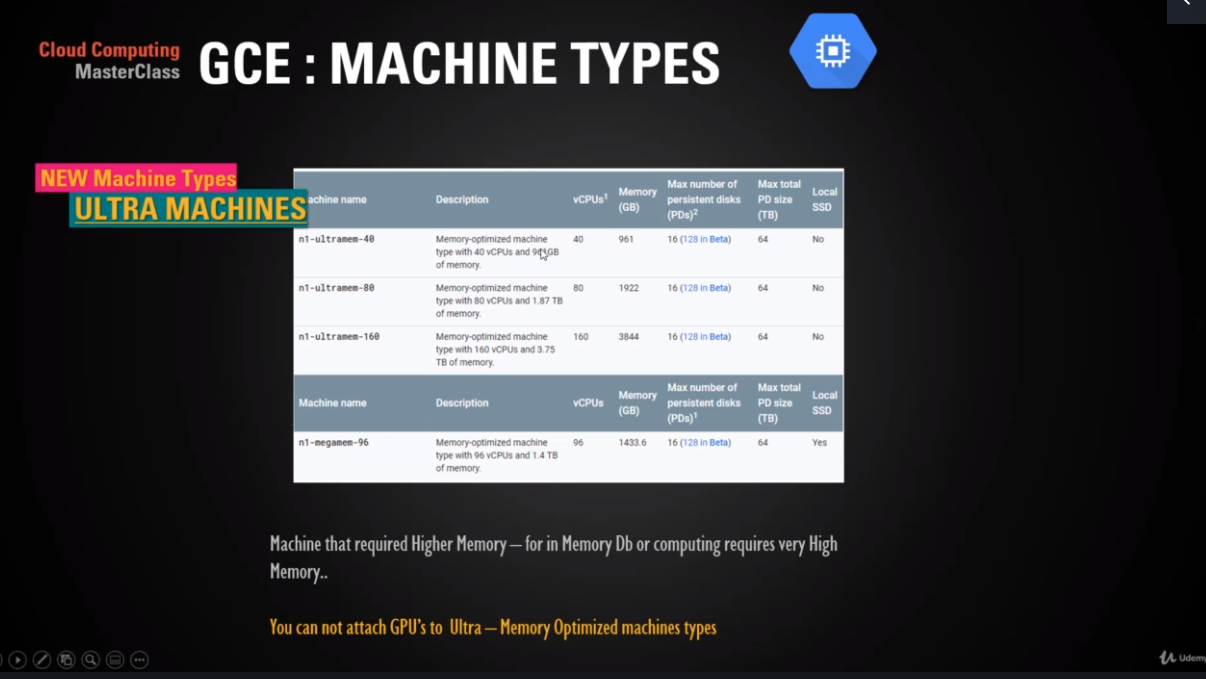 Cloud Computing
MasterClass
GCE : MACHINE TYPES
NEW Machine Types
ULTRA MACHINES
achine name Description vCPUs1 Memory (GB) Max number of persistent disks (PDs)2 Max total PD size (TB) Local SSD
n1-ultramem-40 Memory-optimized machine type with 40 vCPUs and GB of memory. 40 961 16 (128 in Beta) 64 No
n1-ultramem-80 Memory-optimized machine type with 80 vCPUs and 1.87 TB of memory. 80 1922 16 (128 in Beta) 64 No
n1-ultramem-160 Memory-optimized machine type with 160 vCPUs and 3.75 TB of memory. 160 3844 16 (128 in Beta) 64 No
Machine name Description vCPUs Memory (GB) Max number of persistent disks (PDs)1 Max total PD size (TB) Local SSD
n1-megamem-96 Memory-optimized machine type with 96 vCPUs and 1.4 TB of memory. 96 1433.6 16 (128 in Beta) 64 Yes
Machine that required Higher Memory – for in Memory Db or computing requires very High
Memory..
You can not attach GPU's to Ultra – Memory Optimized machines types
Udemy